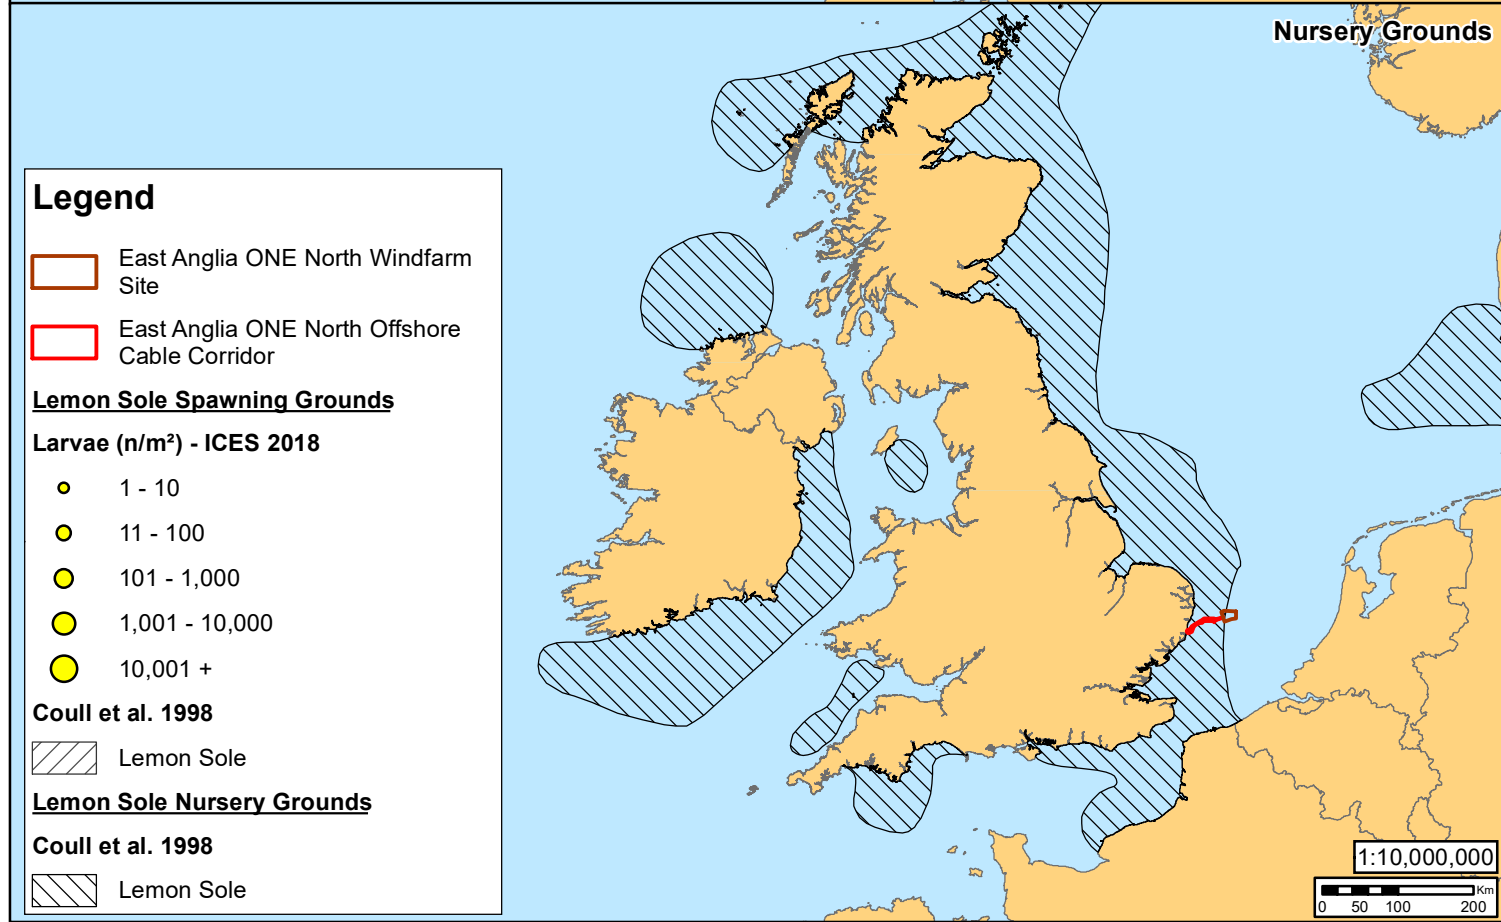 Nursery Grounds
Legend
East Anglia ONE North Windfarm
Site
East Anglia ONE North Offshore
Cable Corridor
Lemon Sole Spawning Grounds
Larvae (n/m²) - ICES 2018
1 - 10
11 - 100
101 - 1,000
1,001 - 10,000
10,001 +
Coull et al. 1998
Lemon Sole
Lemon Sole Nursery Grounds
Coull et al. 1998
Lemon Sole
1:10,000,000
Km
0 50 100 200